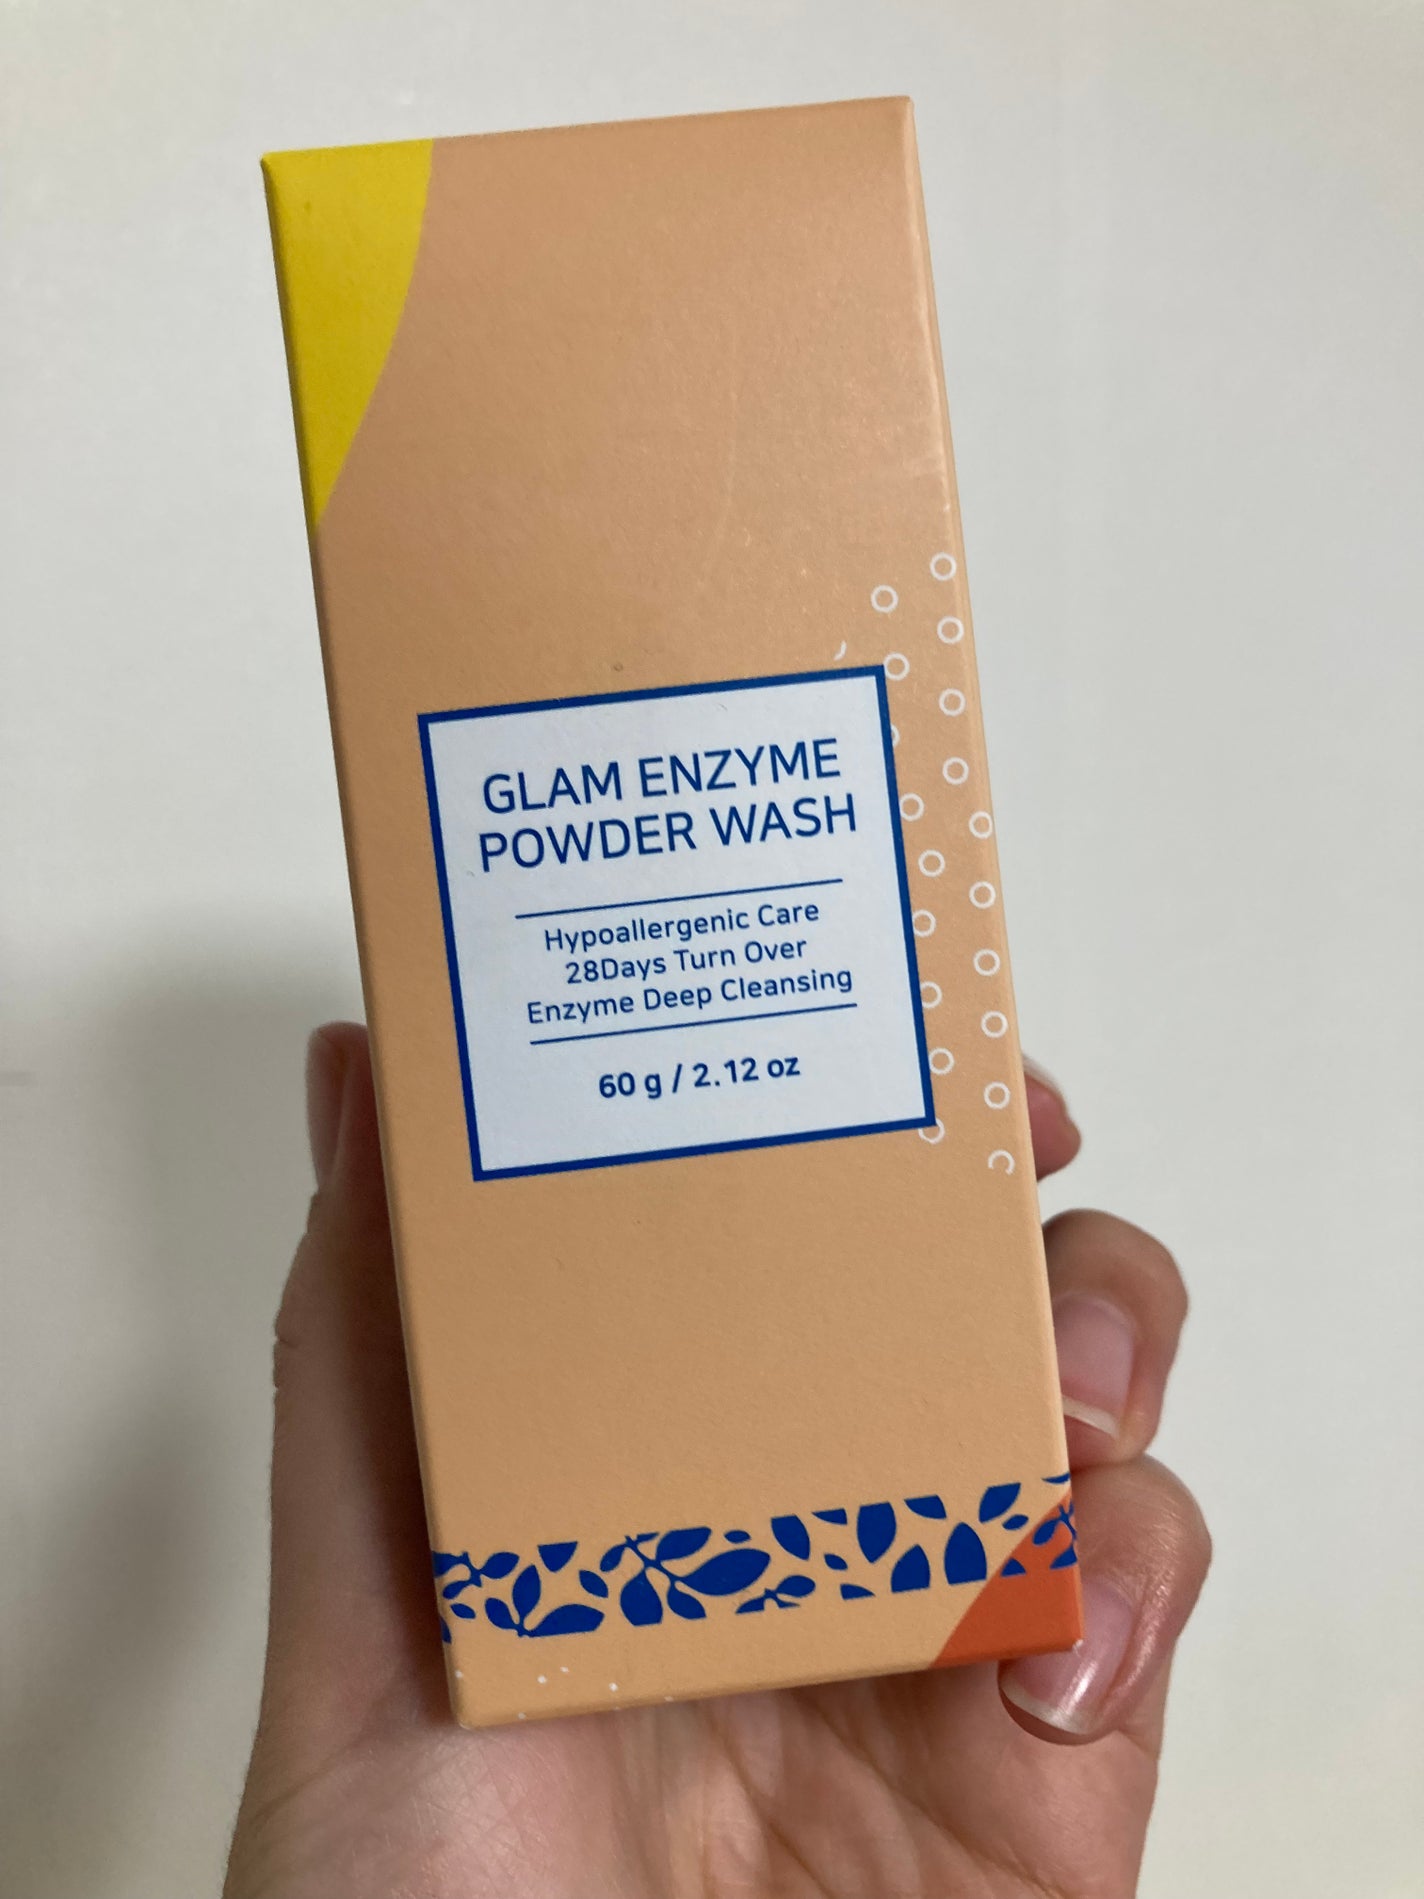 GLAM ENZYME
POWDER WASH
Hypoallergenic Care
28Days Turn Over
Enzyme Deep Cleansing
60 g / 2.12 oz